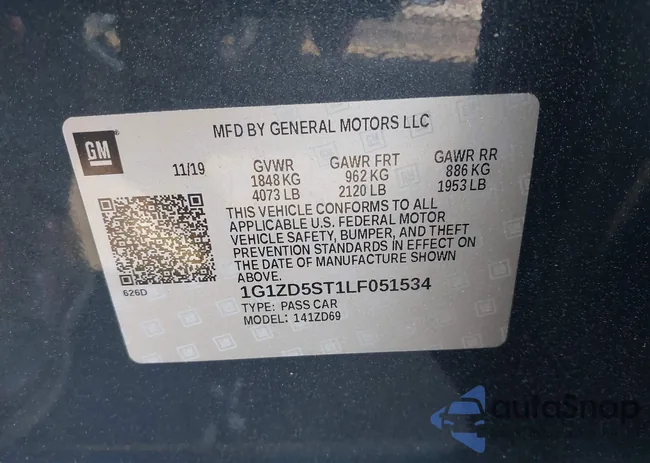 MFD BY GENERAL MOTORS LLC
GM
11/19 GVWR GAWR FRT GAWR RR
1848 KG 962 KG 886 KG
4073 LB 2120 LB 1953 LB
THIS VEHICLE CONFORMS TO ALL
APPLICABLE U.S. FEDERAL MOTOR
VEHICLE SAFETY, BUMPER, AND THEFT
PREVENTION STANDARDS IN EFFECT ON
THE DATE OF MANUFACTURE SHOWN
ABOVE.
626D
1G1ZD5ST1LF051534
TYPE: PASS CAR
MODEL: 141ZD69
autoSnap